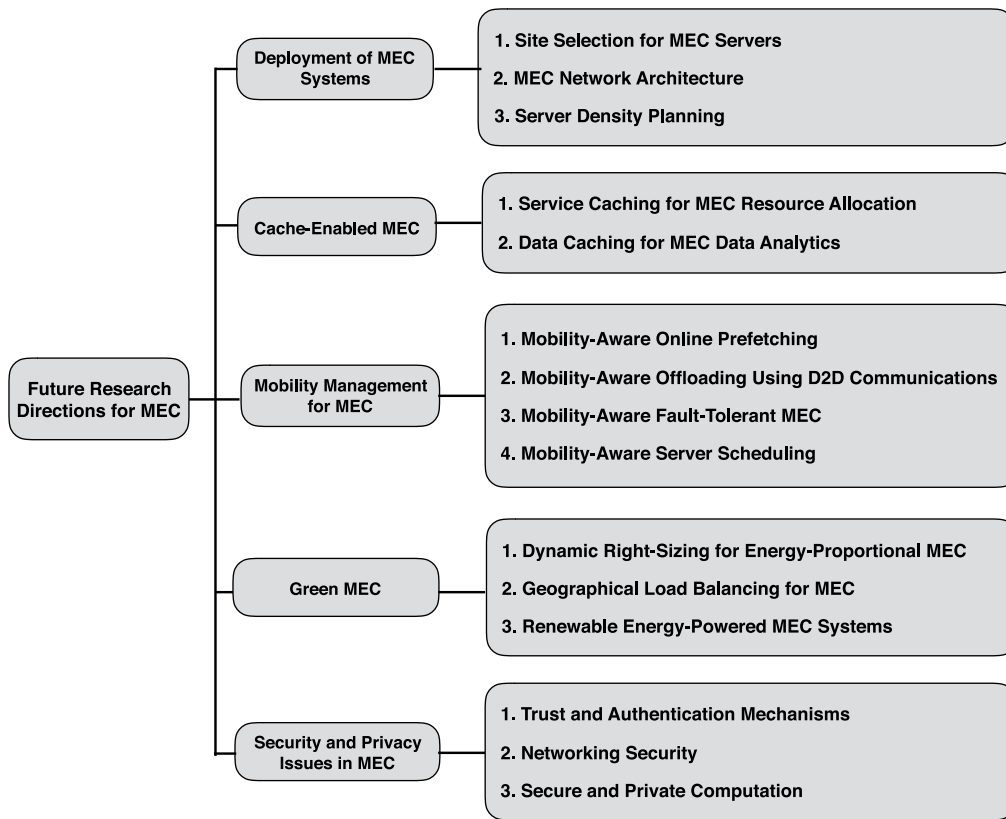 Future Research
Directions for MEC
Deployment of MEC
Systems
1. Site Selection for MEC Servers
2. MEC Network Architecture
3. Server Density Planning
Cache-Enabled MEC
1. Service Caching for MEC Resource Allocation
2. Data Caching for MEC Data Analytics
Mobility Management
for MEC
1. Mobility-Aware Online Prefetching
2. Mobility-Aware Offloading Using D2D Communications
3. Mobility-Aware Fault-Tolerant MEC
4. Mobility-Aware Server Scheduling
Green MEC
1. Dynamic Right-Sizing for Energy-Proportional MEC
2. Geographical Load Balancing for MEC
3. Renewable Energy-Powered MEC Systems
Security and Privacy
Issues in MEC
1. Trust and Authentication Mechanisms
2. Networking Security
3. Secure and Private Computation